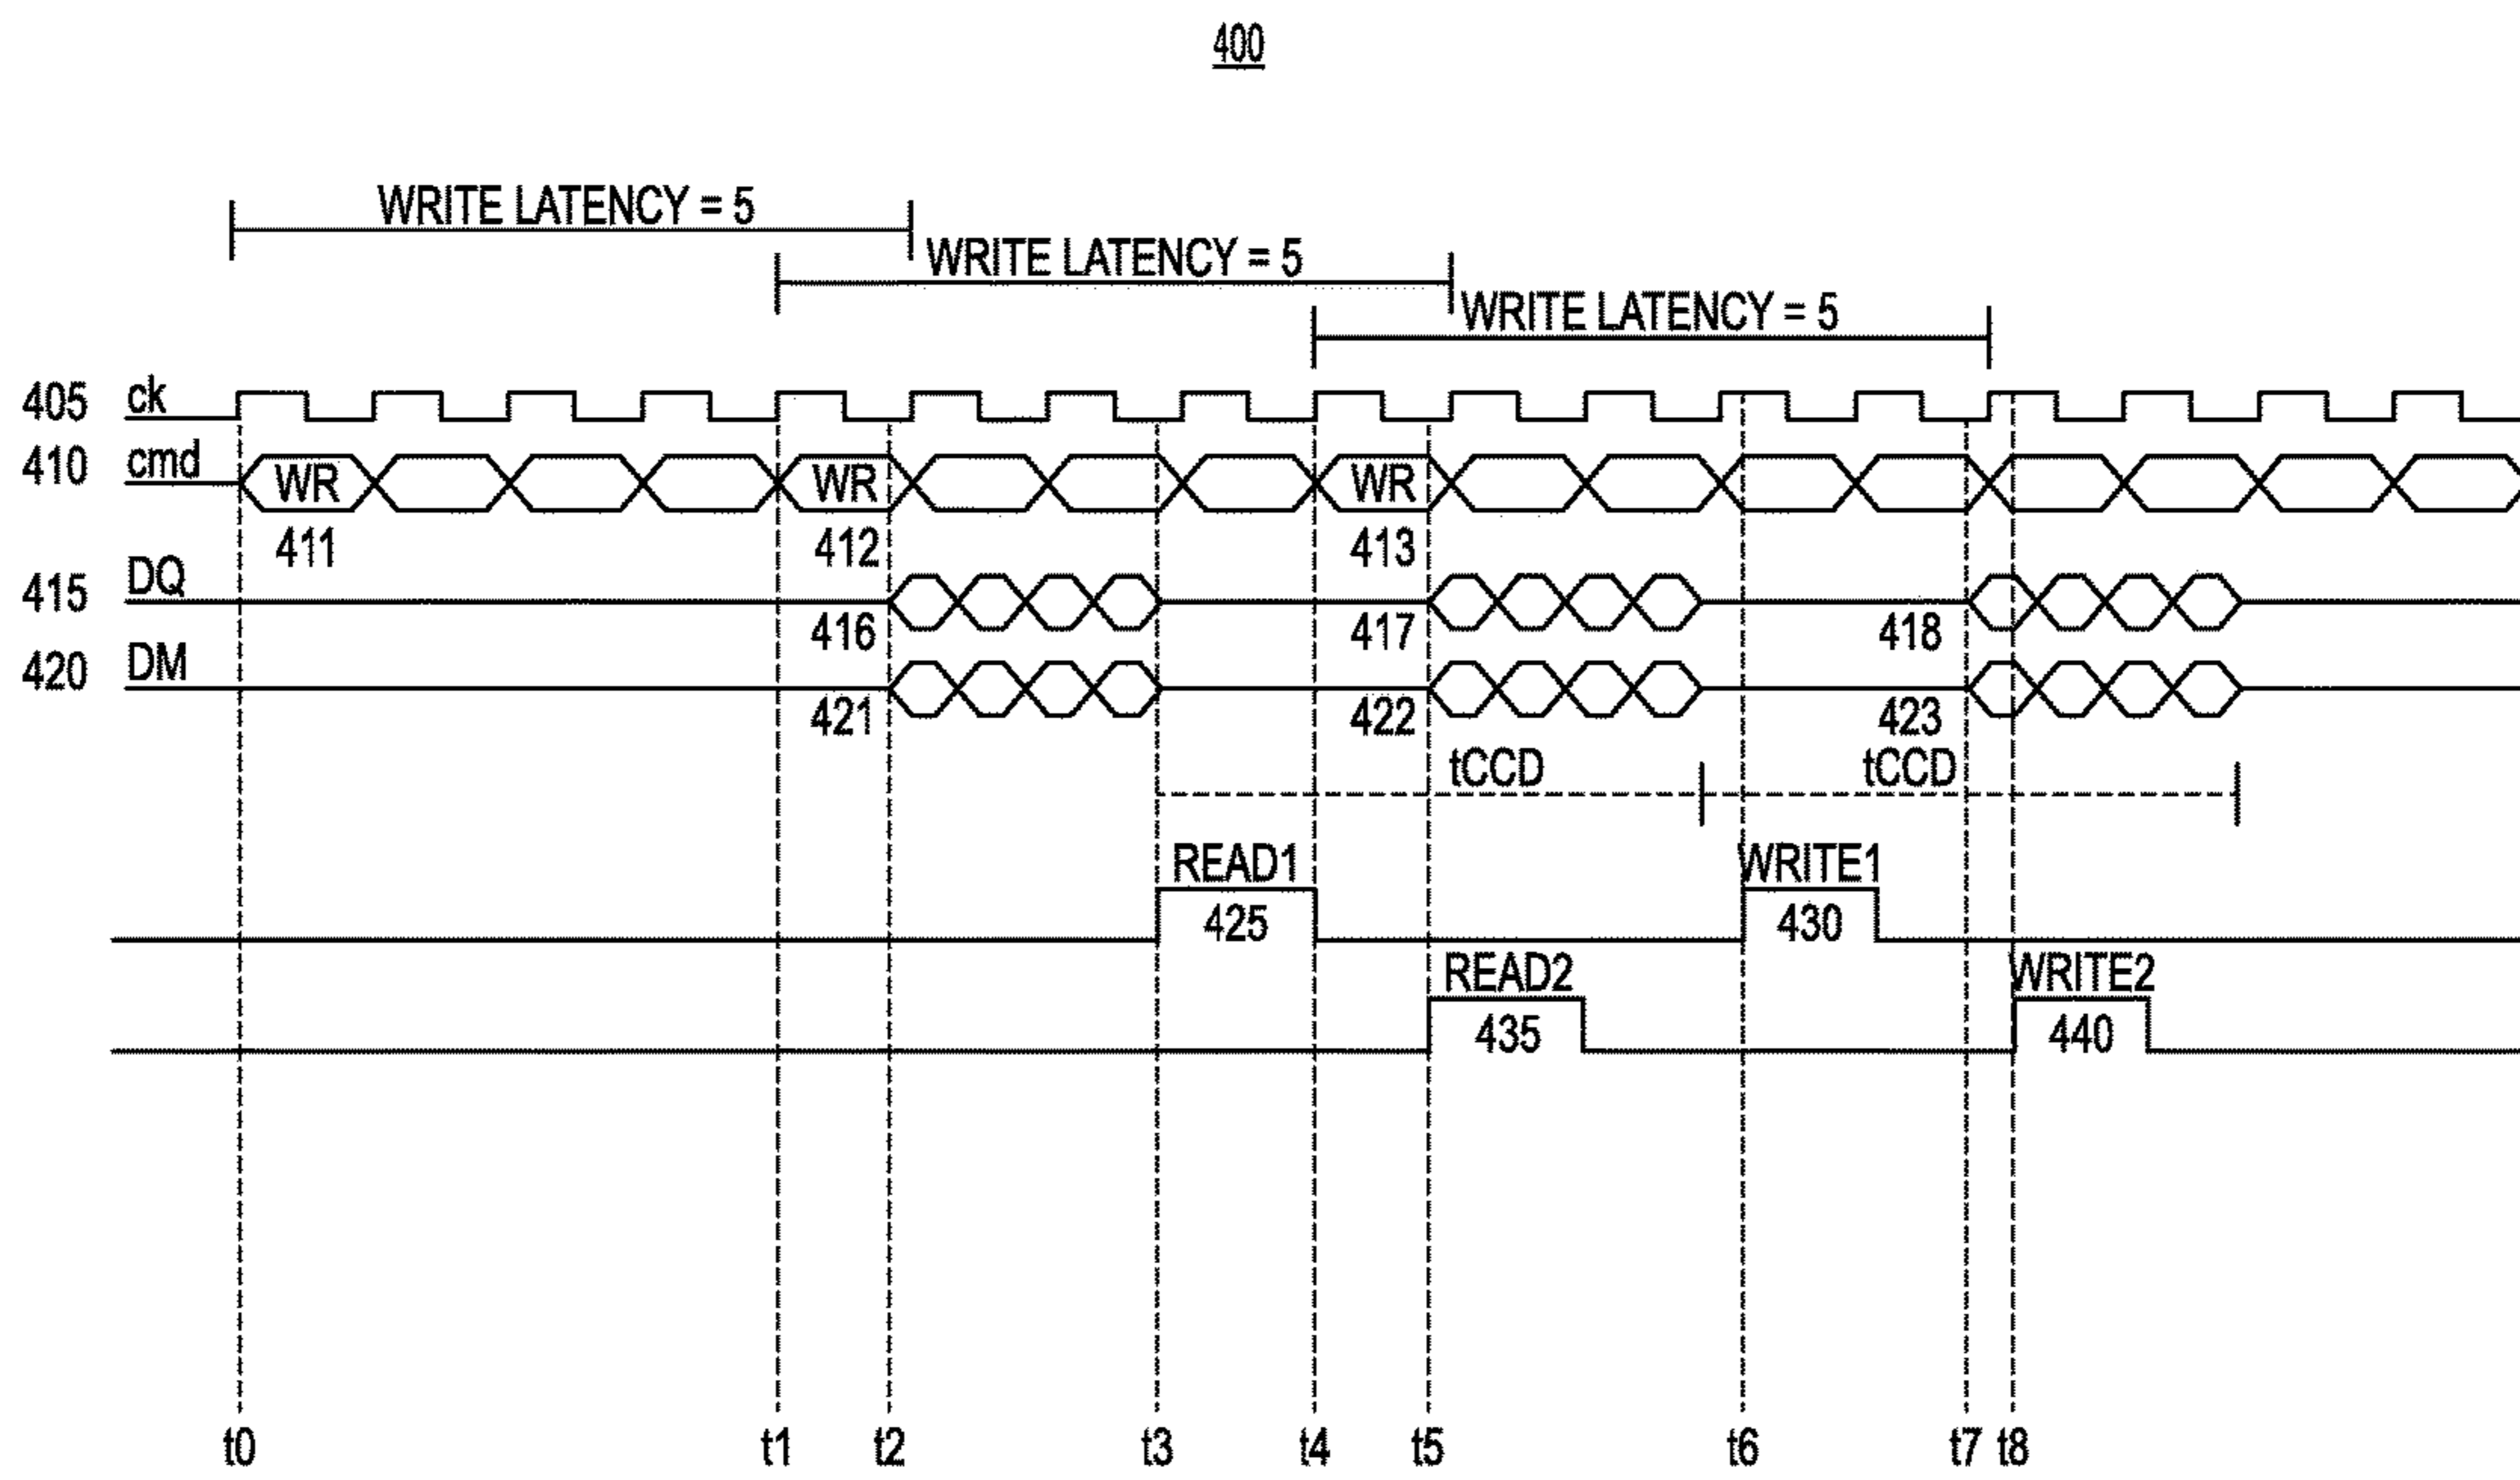 400
WRITE LATENCY = 5
WRITE LATENCY = 5
WRITE LATENCY = 5
405 ck
410 cmd WR WR WR
411 412 413
415 DQ
416 417 418
420 DM
421 422 423
tCCD tCCD
READ1 WRITE1
425 430
READ2 WRITE2
435 440
t0 t1 t2 t3 t4 t5 t6 t7 t8